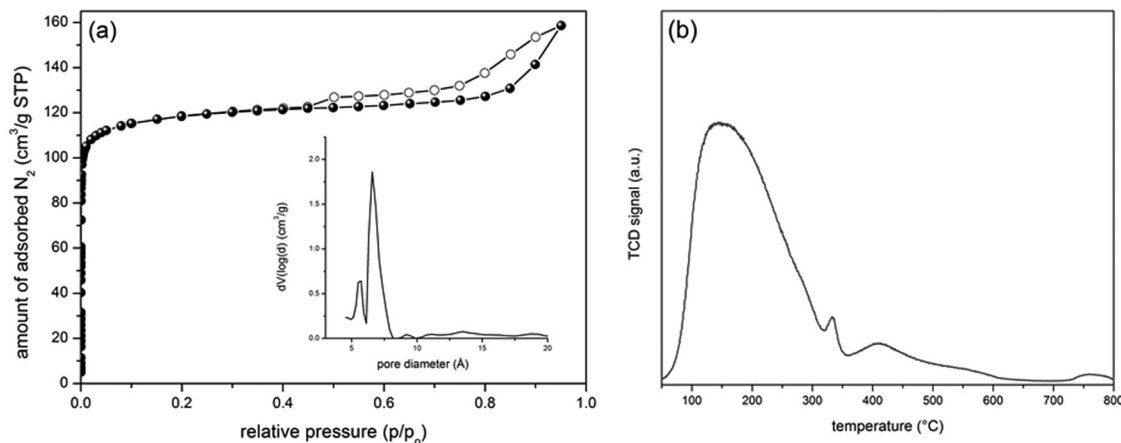 (a)
160
140
120
100
80
60
40
20
0
amount of adsorbed N₂ (cm³/g STP)
0.0 0.2 0.4 0.6 0.8 1.0
relative pressure (p/pₒ)
2.0
1.5
1.0
0.5
0.0
dV(log(d) (cm³/g)
5 10 15 20
pore diameter (Å)
(b)
TCD signal (a.u.)
100 200 300 400 500 600 700 800
temperature (°C)